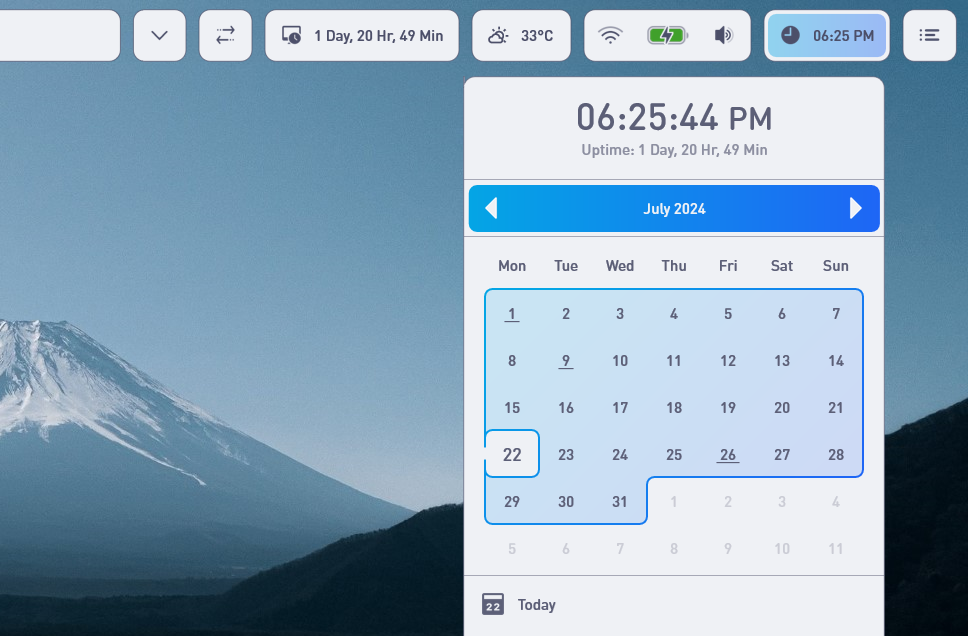 1 Day, 20 Hr, 49 Min 33°C 06:25 PM
06:25:44 PM
Uptime: 1 Day, 20 Hr, 49 Min
July 2024
Mon Tue Wed Thu Fri Sat Sun
1 2 3 4 5 6 7
8 9 10 11 12 13 14
15 16 17 18 19 20 21
22 23 24 25 26 27 28
29 30 31 1 2 3 4
5 6 7 8 9 10 11
22 Today